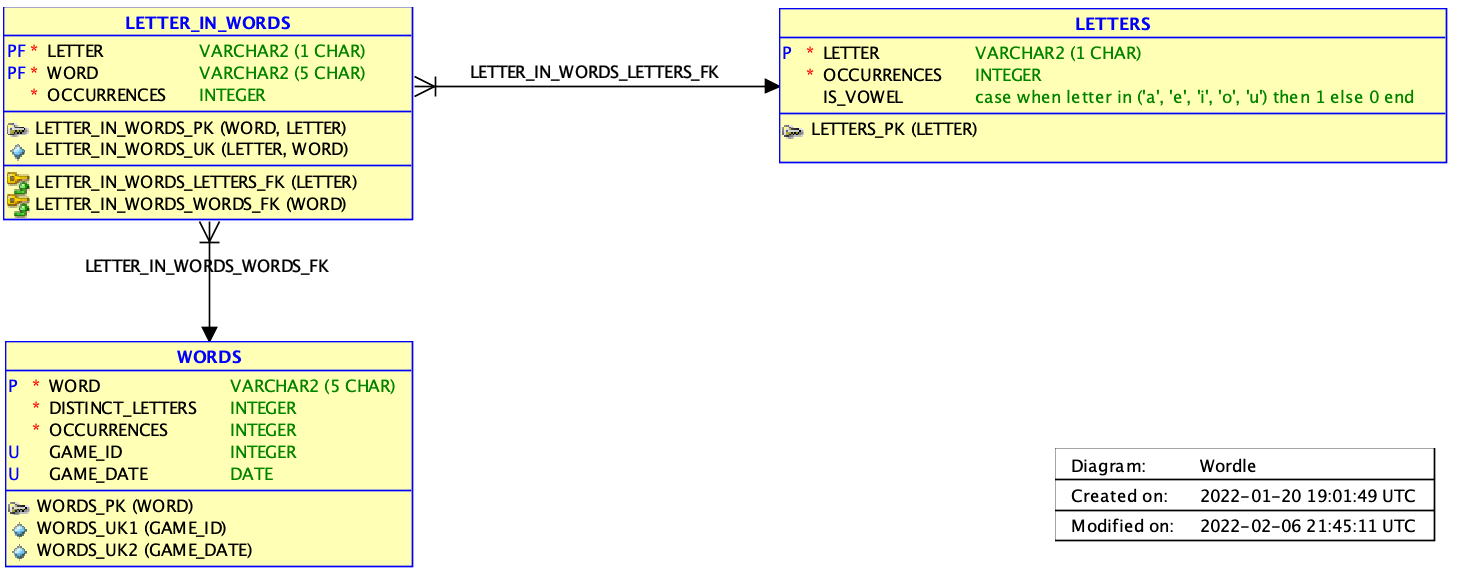 LETTER_IN_WORDS
PF * LETTER VARCHAR2 (1 CHAR)
PF * WORD VARCHAR2 (5 CHAR)
* OCCURRENCES INTEGER
LETTER_IN_WORDS_PK (WORD, LETTER)
LETTER_IN_WORDS_UK (LETTER, WORD)
LETTER_IN_WORDS_LETTERS_FK (LETTER)
LETTER_IN_WORDS_WORDS_FK (WORD)
LETTER_IN_WORDS_LETTERS_FK
LETTERS
P * LETTER VARCHAR2 (1 CHAR)
* OCCURRENCES INTEGER
IS_VOWEL case when letter in ('a', 'e', 'i', 'o', 'u') then 1 else 0 end
LETTERS_PK (LETTER)
LETTER_IN_WORDS_WORDS_FK
WORDS
P * WORD VARCHAR2 (5 CHAR)
* DISTINCT_LETTERS INTEGER
* OCCURRENCES INTEGER
U GAME_ID INTEGER
U GAME_DATE DATE
WORDS_PK (WORD)
WORDS_UK1 (GAME_ID)
WORDS_UK2 (GAME_DATE)
Diagram: Wordle
Created on: 2022-01-20 19:01:49 UTC
Modified on: 2022-02-06 21:45:11 UTC